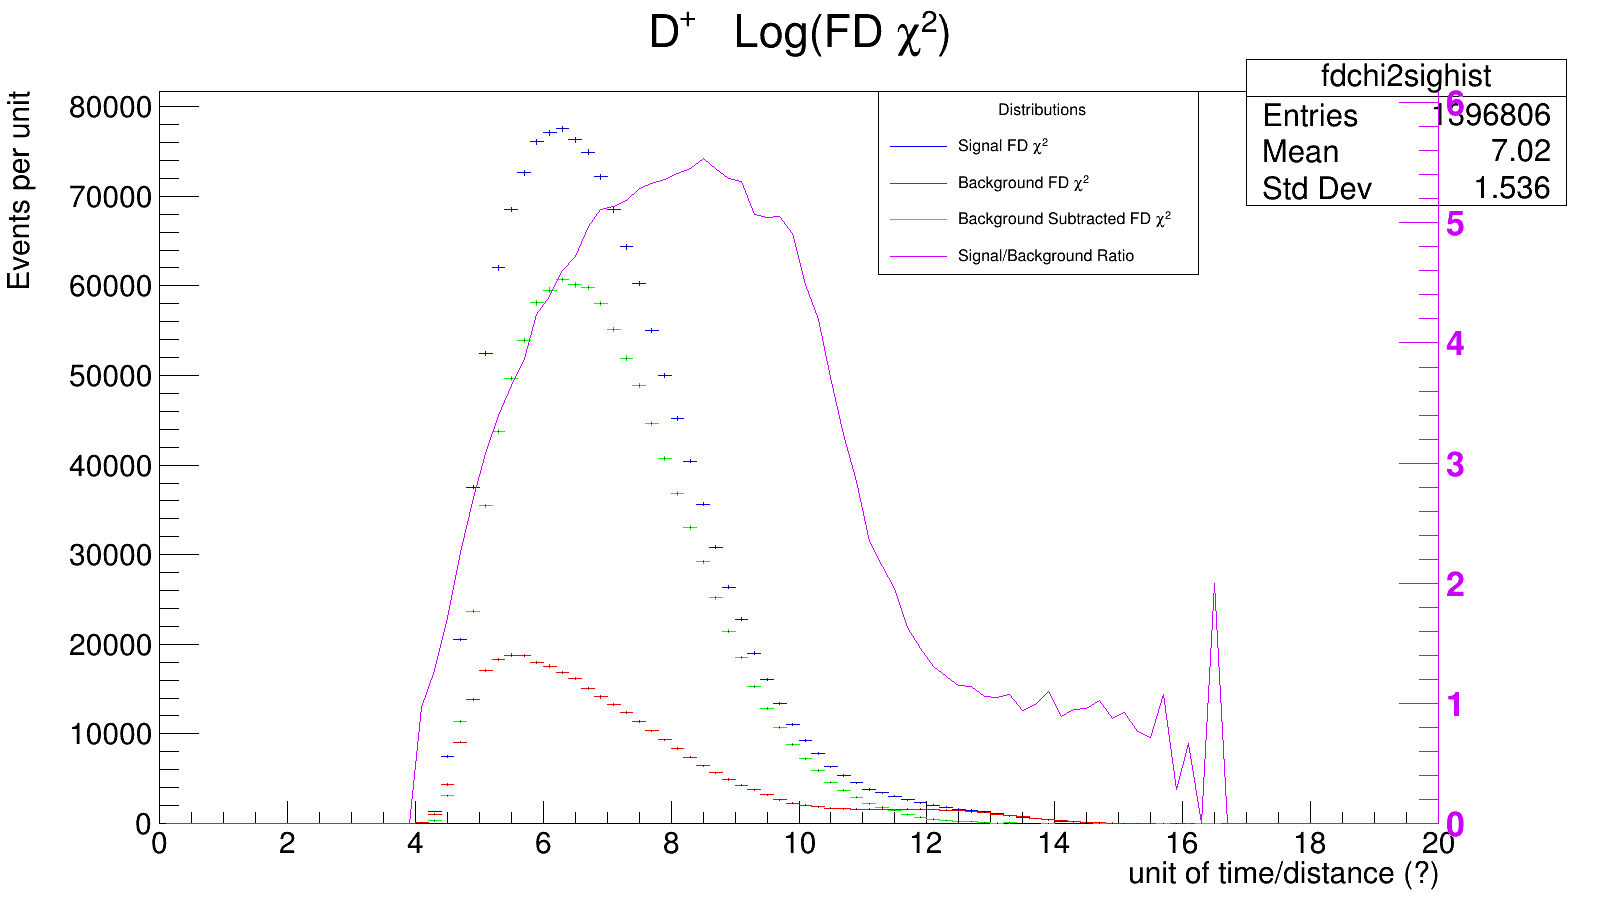 D⁺ Log(FD χ²)
fdchi2sighist
Entries 1396806
Mean 7.02
Std Dev 1.536
Distributions
Signal FD χ²
Background FD χ²
Background Subtracted FD χ²
Signal/Background Ratio
Events per unit
80000
70000
60000
50000
40000
30000
20000
10000
0
6
5
4
3
2
1
0
0 2 4 6 8 10 12 14 16 18 20
unit of time/distance (?)